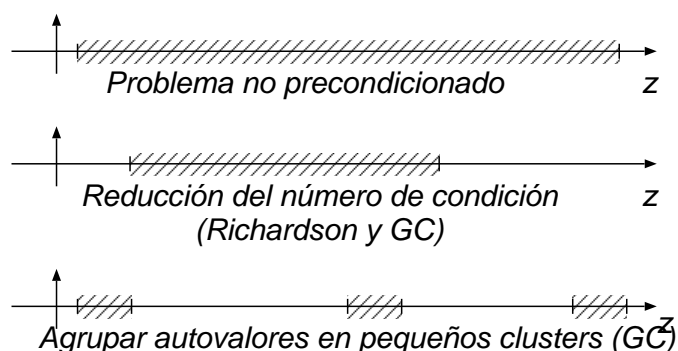 Problema no precondicionado
z
Reducción del número de condición
z
(Richardson y GC)
z
Agrupar autovalores en pequeños clusters (GC)